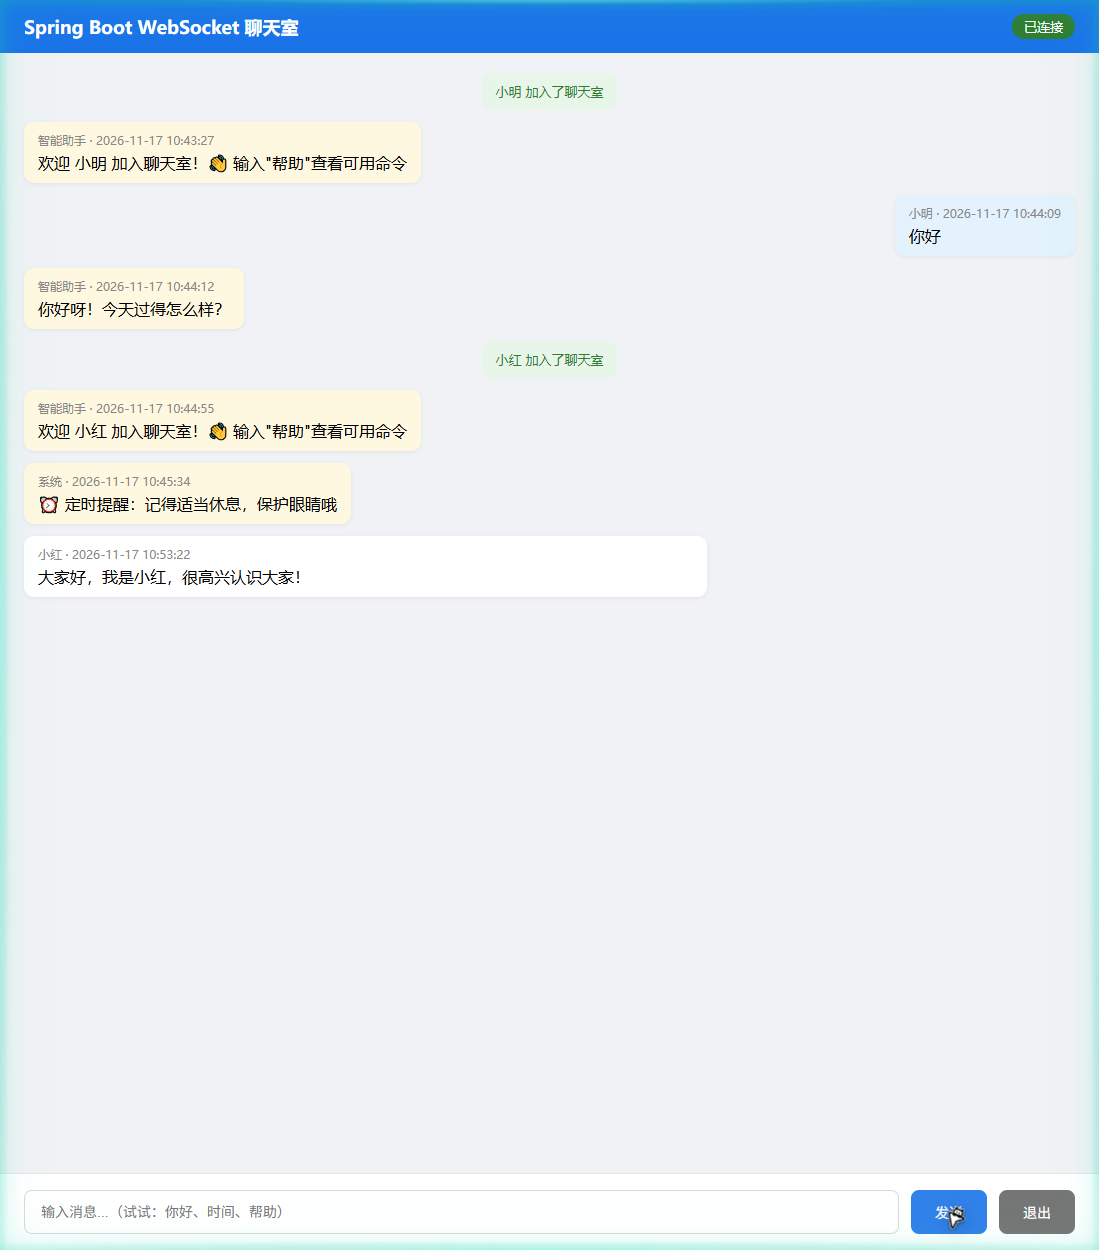 Spring Boot WebSocket 聊天室
已连接
小明 加入了聊天室
智能助手 · 2026-11-17 10:43:27
欢迎 小明 加入聊天室！👏 输入"帮助"查看可用命令
小明 · 2026-11-17 10:44:09
你好
智能助手 · 2026-11-17 10:44:12
你好呀！今天过得怎么样？
小红 加入了聊天室
智能助手 · 2026-11-17 10:44:55
欢迎 小红 加入聊天室！👏 输入"帮助"查看可用命令
系统 · 2026-11-17 10:45:34
⏰ 定时提醒：记得适当休息，保护眼睛哦
小红 · 2026-11-17 10:53:22
大家好，我是小红，很高兴认识大家！
输入消息...（试试：你好、时间、帮助）
发送
退出